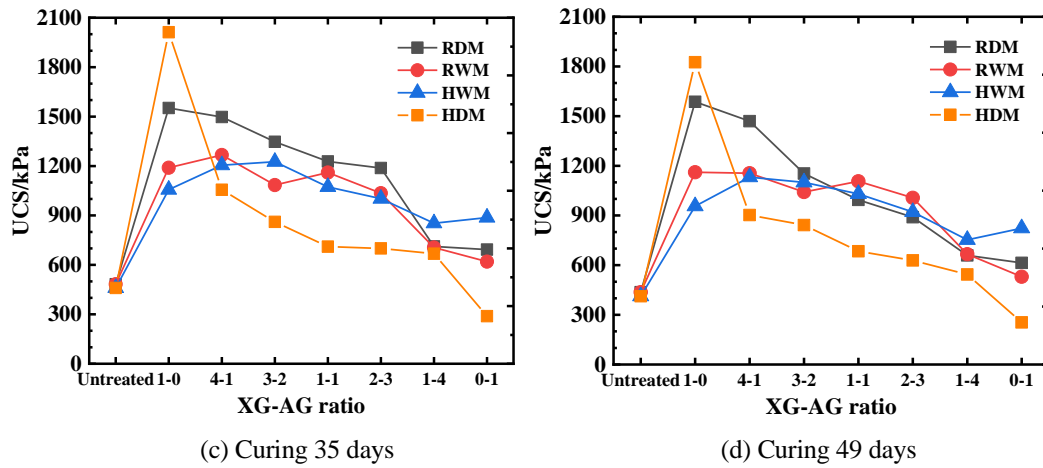 2100
1800
1500
1200
900
600
300
0
UCS/kPa
RDM
RWM
HWM
HDM
Untreated 1-0 4-1 3-2 1-1 2-3 1-4 0-1
XG-AG ratio
(c) Curing 35 days
2100
1800
1500
1200
900
600
300
0
UCS/kPa
RDM
RWM
HWM
HDM
Untreated 1-0 4-1 3-2 1-1 2-3 1-4 0-1
XG-AG ratio
(d) Curing 49 days